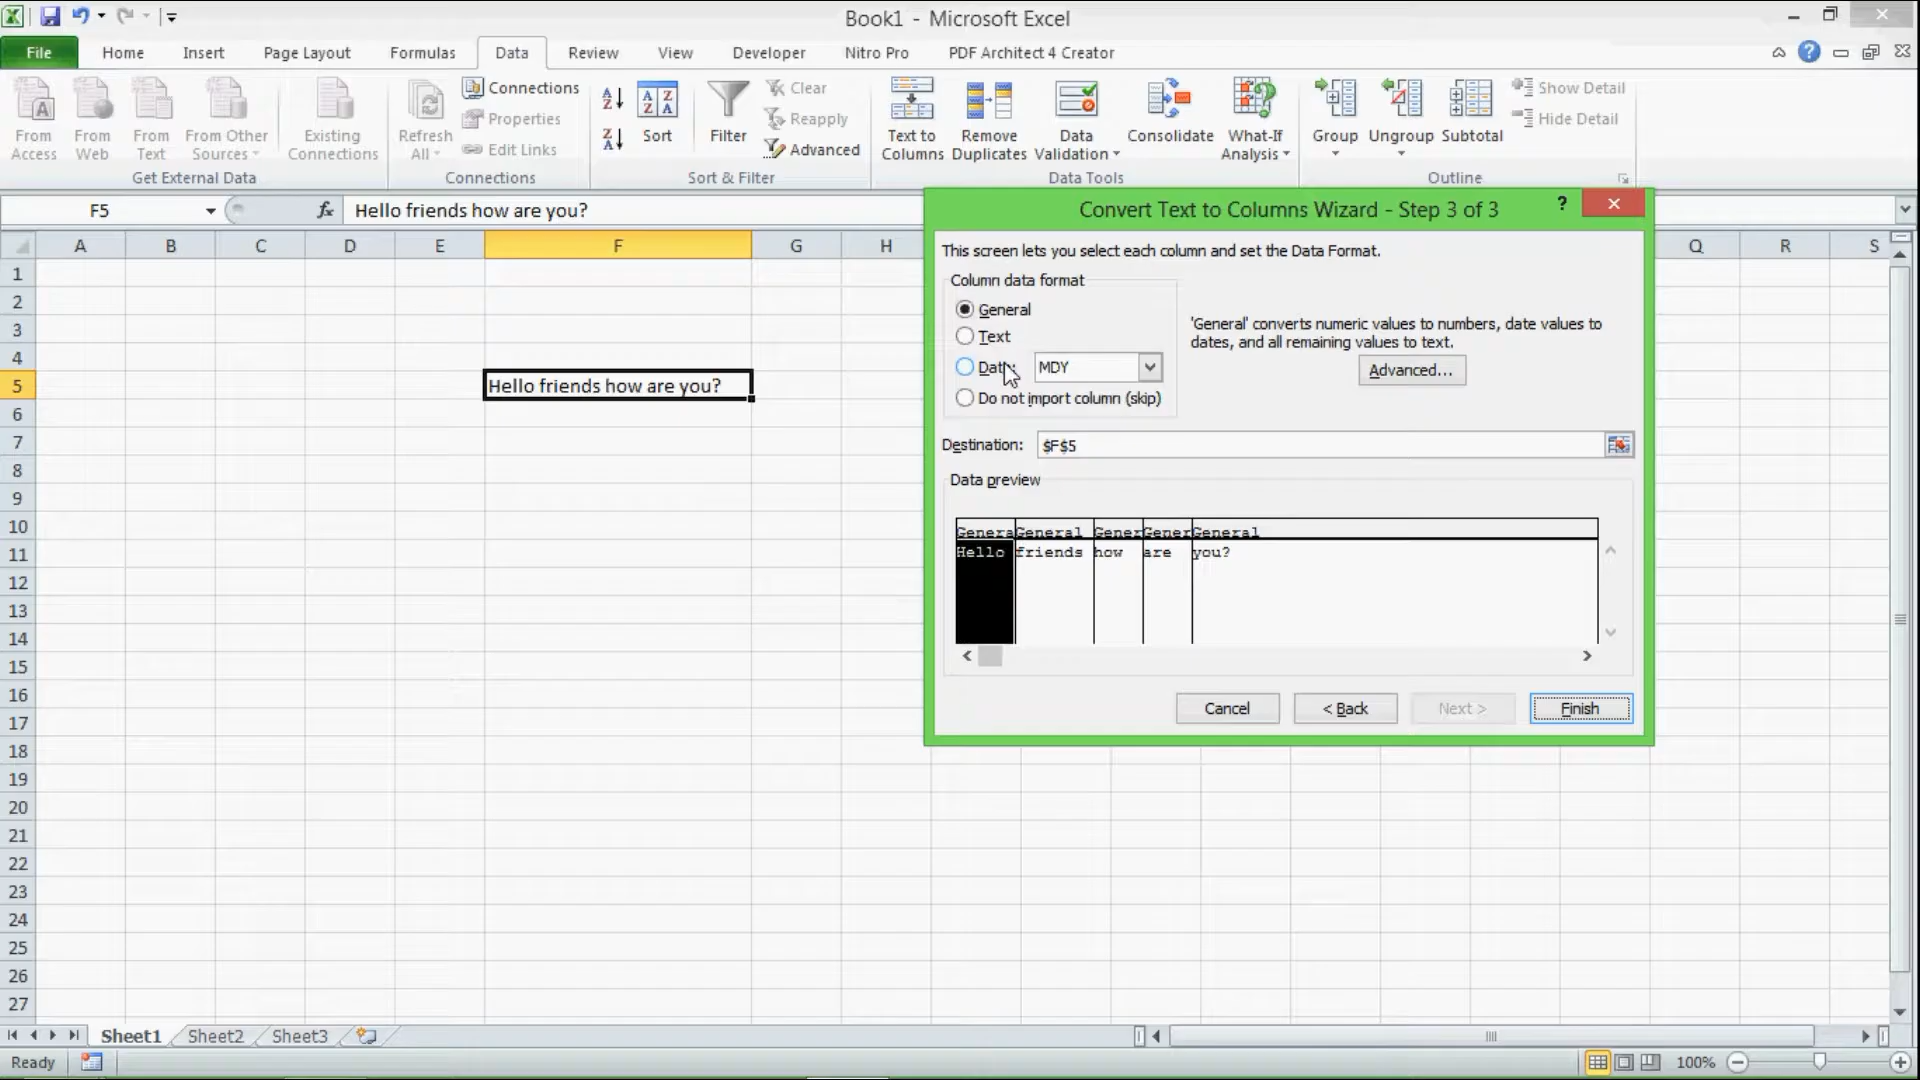 Book1 - Microsoft Excel
File Home Insert Page Layout Formulas Data Review View Developer Nitro Pro PDF Architect 4 Creator
From Access
From Web
From Text
From Other Sources
Existing Connections
Get External Data
Refresh All
Connections
Properties
Edit Links
Connections
Sort
Filter
Clear
Reapply
Advanced
Sort & Filter
Text to Columns
Remove Duplicates
Data Validation
Consolidate
What-If Analysis
Data Tools
Group
Ungroup
Subtotal
Show Detail
Hide Detail
Outline
F5 fx Hello friends how are you?
A B C D E F G H Q R S
1
2
3
4
5 Hello friends how are you?
6
7
8
9
10
11
12
13
14
15
16
17
18
19
20
21
22
23
24
25
26
27
Convert Text to Columns Wizard - Step 3 of 3 ?
This screen lets you select each column and set the Data Format.
Column data format
General
Text
MDY
Do not import column (skip)
'General' converts numeric values to numbers, date values to
dates, and all remaining values to text.
Advanced...
Destination: $F$5
Data preview
Genera General Gener Gener General
Hello friends how are you?
Cancel < Back Next > Finish
Sheet1 Sheet2 Sheet3
Ready 100%